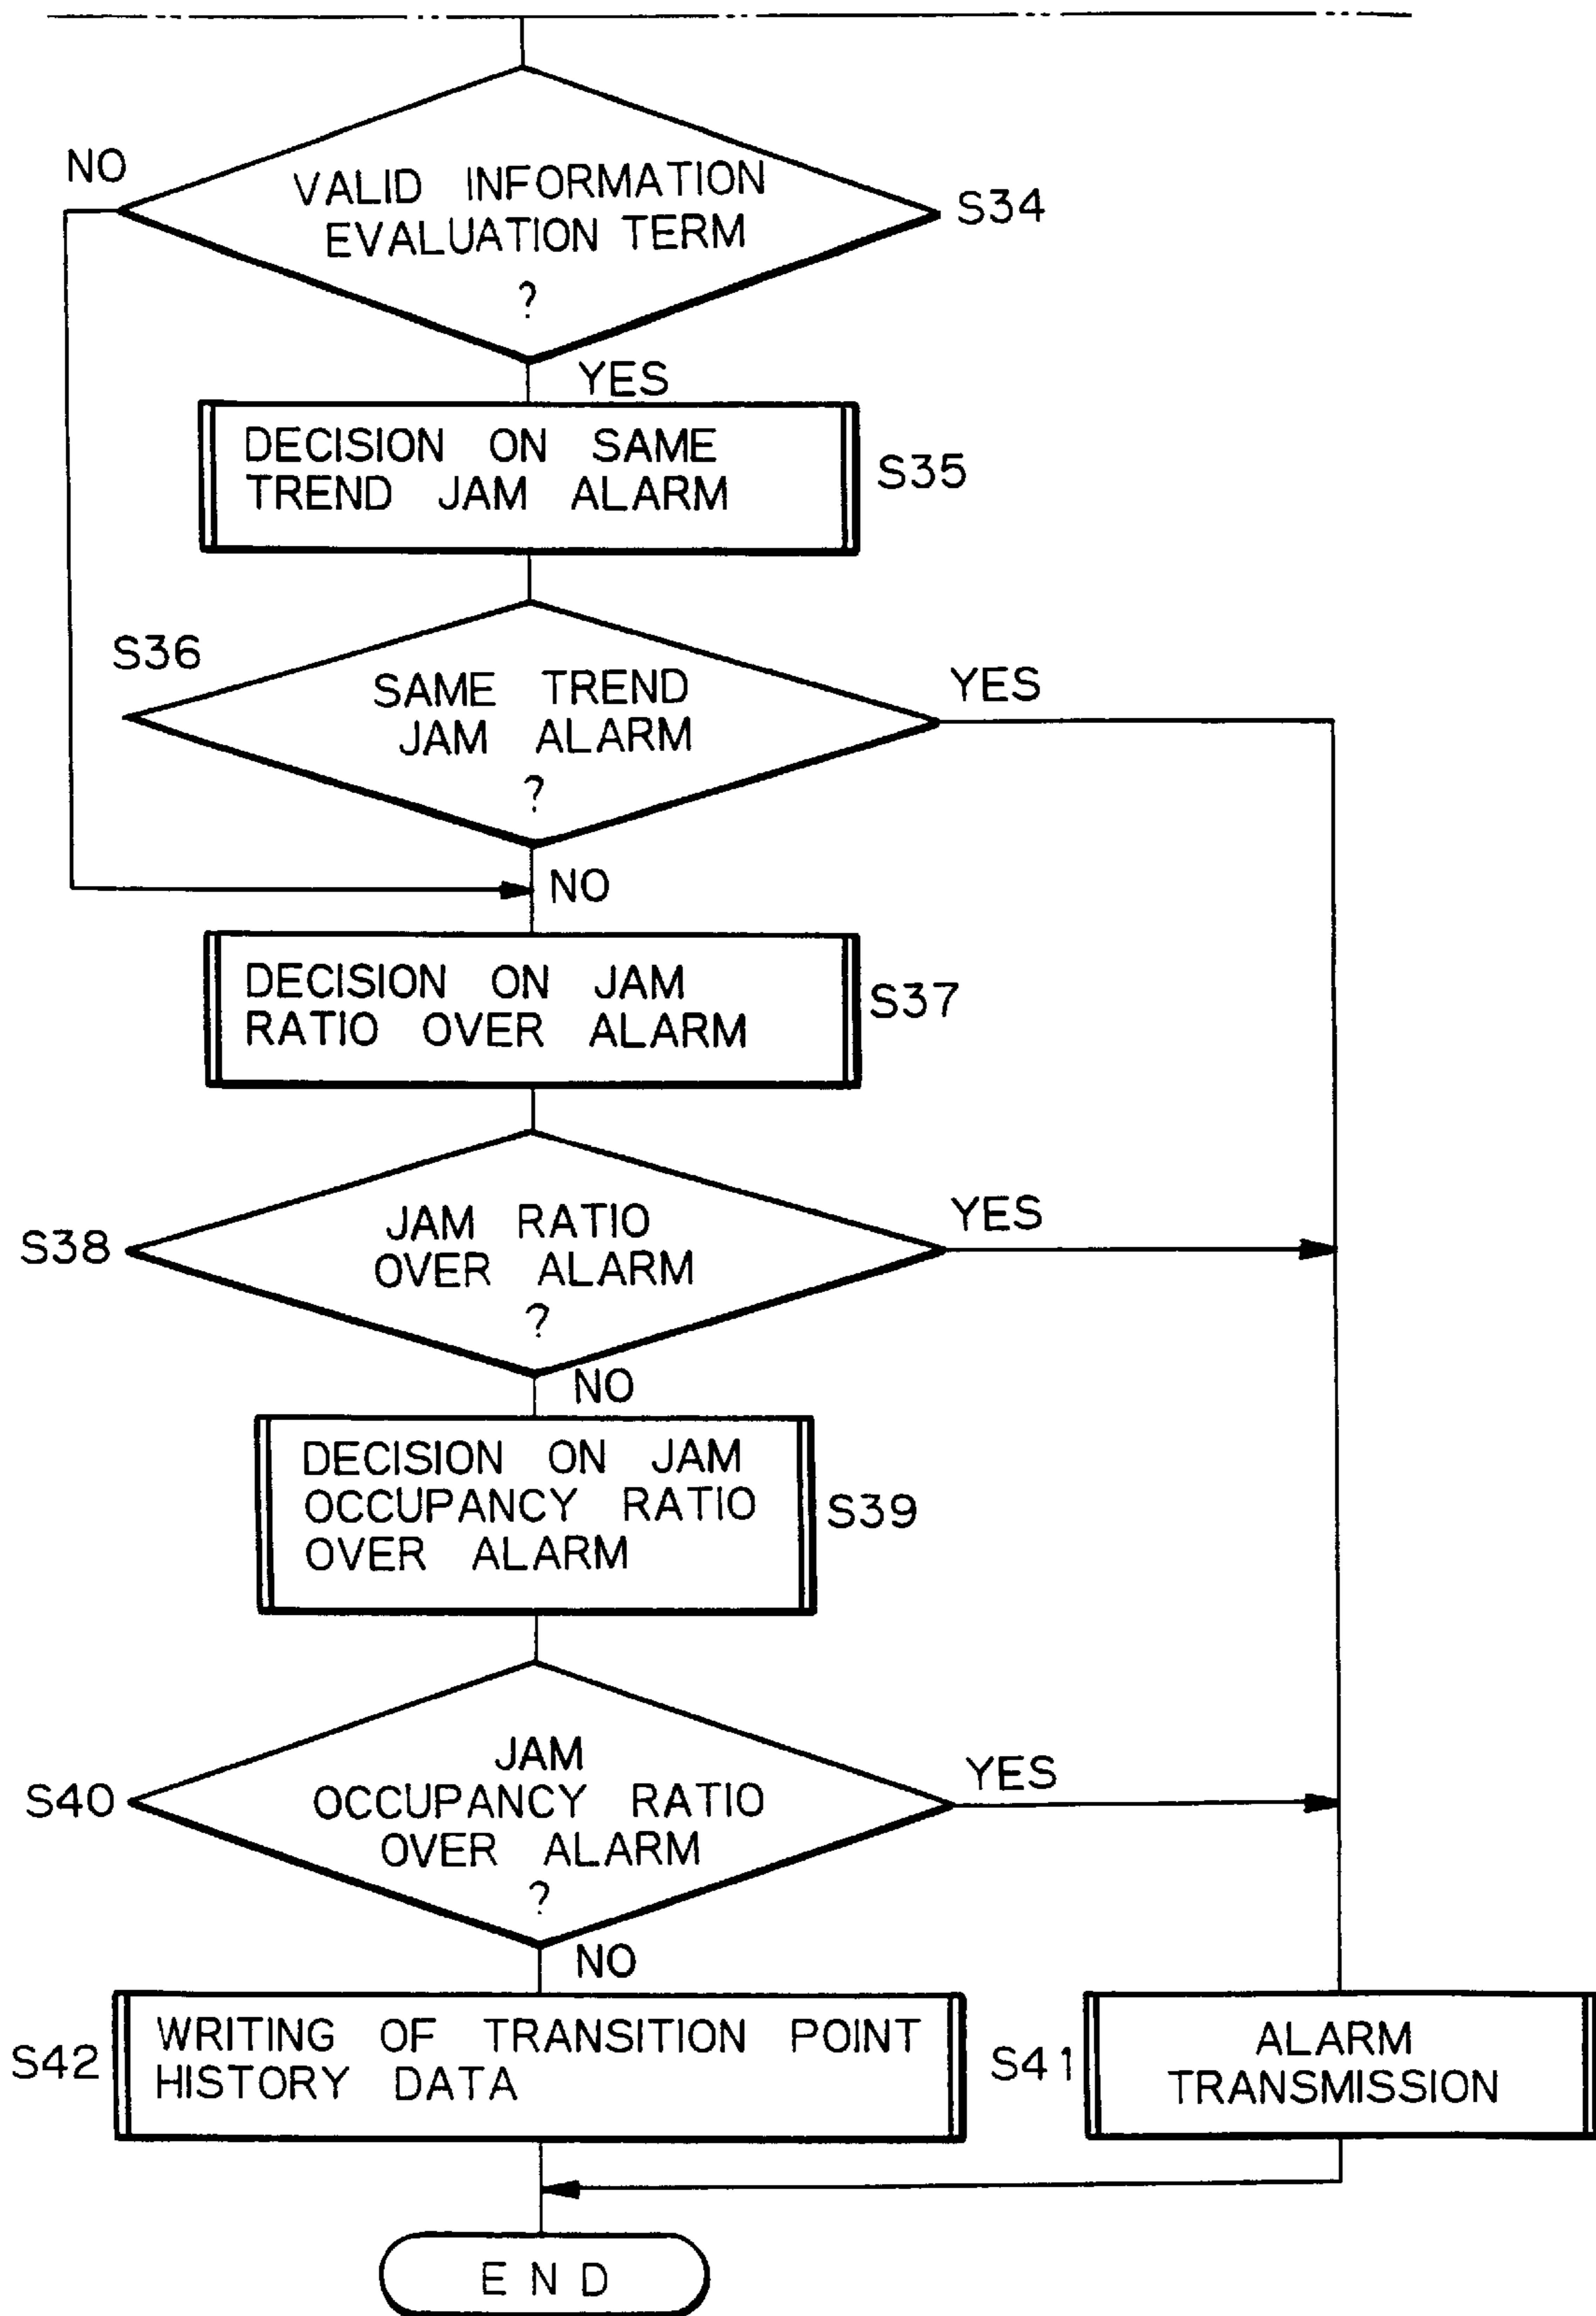 NO
VALID INFORMATION
EVALUATION TERM
?
S34
YES
DECISION ON SAME
TREND JAM ALARM
S35
S36
SAME TREND
JAM ALARM
?
YES
NO
DECISION ON JAM
RATIO OVER ALARM
S37
S38
JAM RATIO
OVER ALARM
?
YES
NO
DECISION ON JAM
OCCUPANCY RATIO
OVER ALARM
S39
S40
JAM
OCCUPANCY RATIO
OVER ALARM
?
YES
NO
S42
WRITING OF TRANSITION POINT
HISTORY DATA
S41
ALARM
TRANSMISSION
END